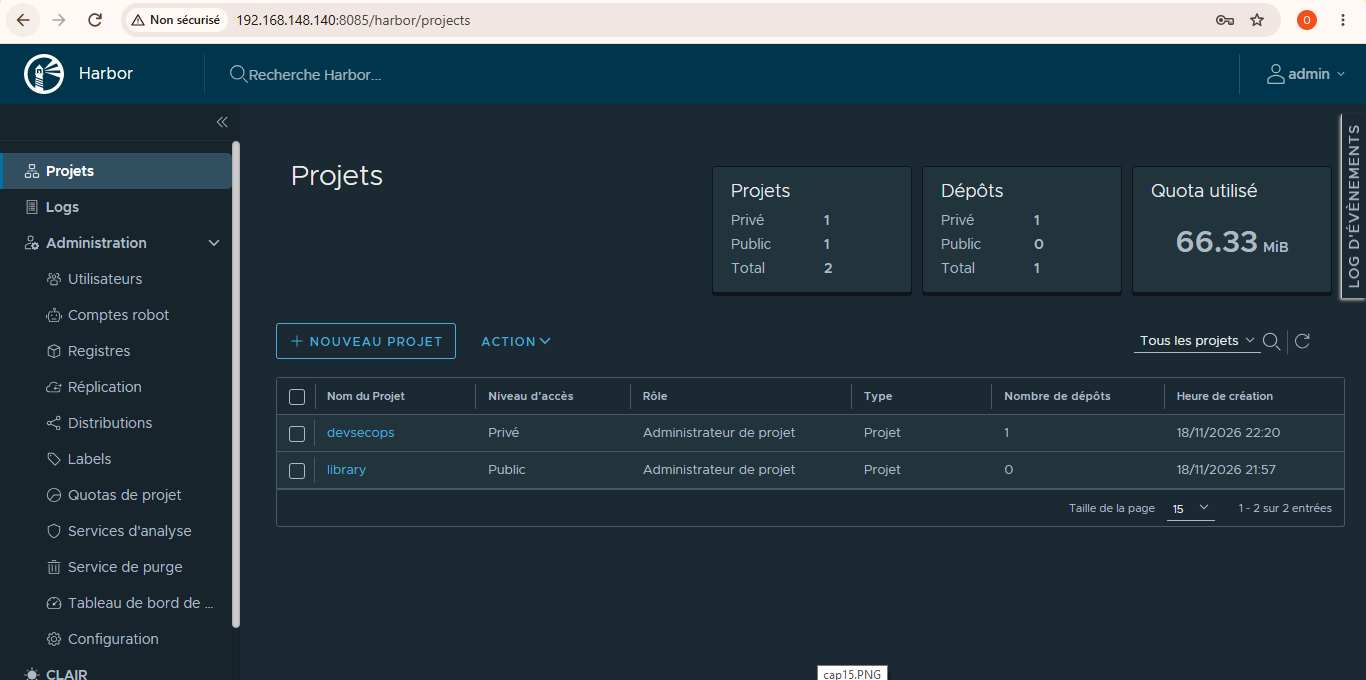 Non sécurisé 192.168.148.140:8085/harbor/projects O
Harbor Recherche Harbor... admin
Projets
Logs
Administration
Utilisateurs
Comptes robot
Registres
Réplication
Distributions
Labels
Quotas de projet
Services d'analyse
Service de purge
Tableau de bord de ...
Configuration
CLAIR
Projets
Projets
Privé 1
Public 1
Total 2
Dépôts
Privé 1
Public 0
Total 1
Quota utilisé
66.33 MiB
LOG D'ÉVÈNEMENTS
+ NOUVEAU PROJET ACTION Tous les projets
Nom du Projet Niveau d'accès Rôle Type Nombre de dépôts Heure de création
devsecops Privé Administrateur de projet Projet 1 18/11/2026 22:20
library Public Administrateur de projet Projet 0 18/11/2026 21:57
Taille de la page 15 1 - 2 sur 2 entrées
cap15.PNG